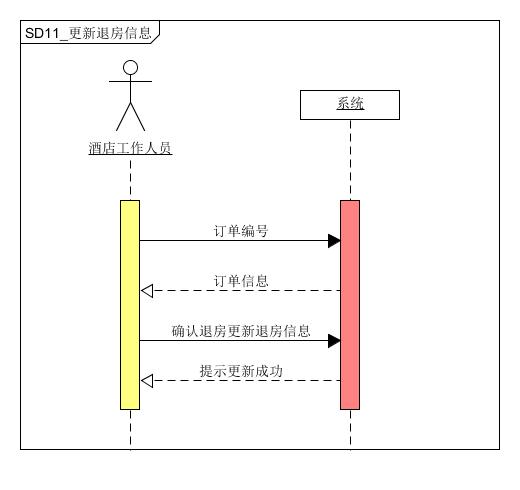 SD11_更新退房信息
系统
酒店工作人员
订单编号
订单信息
确认退房更新退房信息
提示更新成功